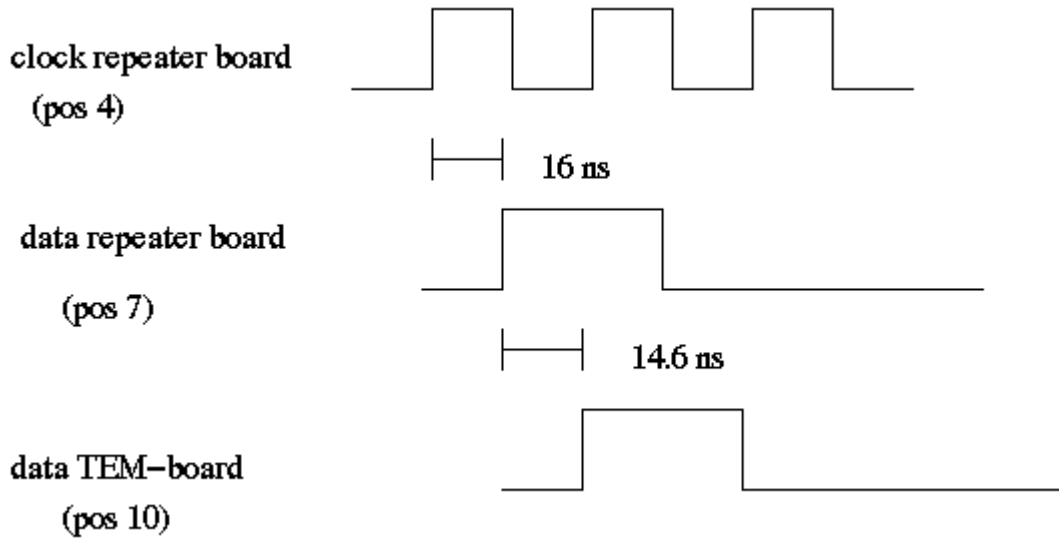 clock repeater board
(pos 4)
16 ns
data repeater board
(pos 7)
14.6 ns
data TEM−board
(pos 10)